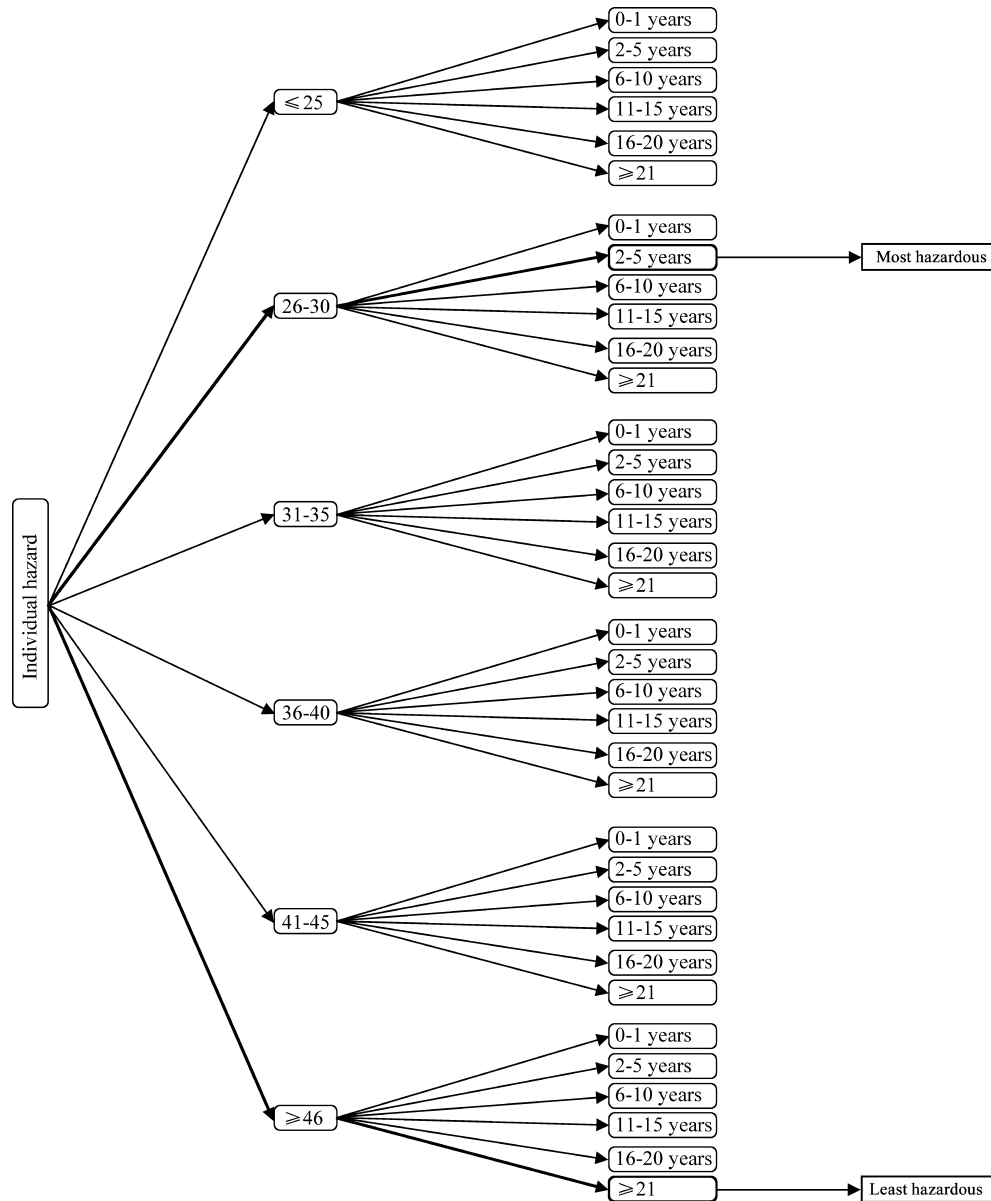 Individual hazard
⩽25
0-1 years
2-5 years
6-10 years
11-15 years
16-20 years
⩾21
26-30
0-1 years
2-5 years
Most hazardous
6-10 years
11-15 years
16-20 years
⩾21
31-35
0-1 years
2-5 years
6-10 years
11-15 years
16-20 years
⩾21
36-40
0-1 years
2-5 years
6-10 years
11-15 years
16-20 years
⩾21
41-45
0-1 years
2-5 years
6-10 years
11-15 years
16-20 years
⩾21
⩾46
0-1 years
2-5 years
6-10 years
11-15 years
16-20 years
⩾21
Least hazardous